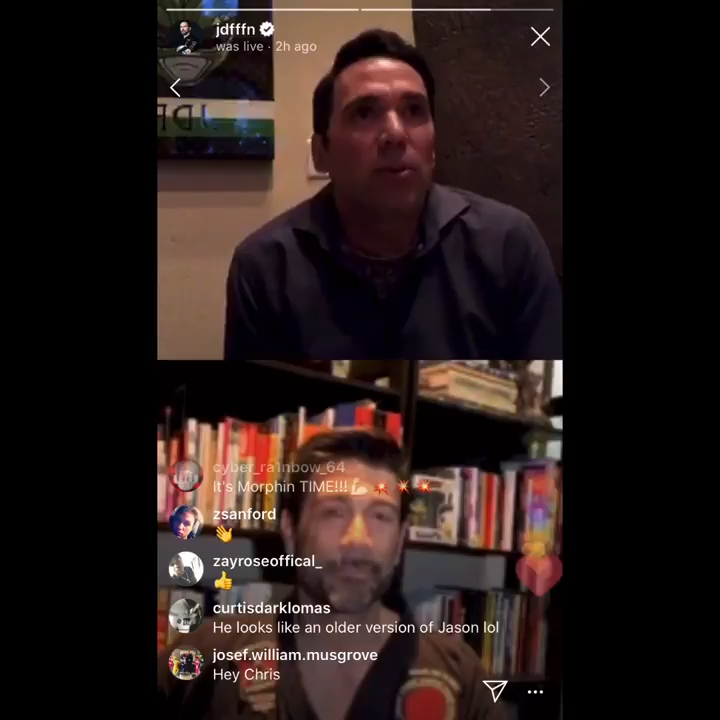 jdfffn
was live · 2h ago
JDF
cyber_ra1nbow_64
It's Morphin TIME!!!💪💥💥💥
zsanford
👋
zayroseoffical_
👍
curtisdarklomas
He looks like an older version of Jason lol
josef.william.musgrove
Hey Chris